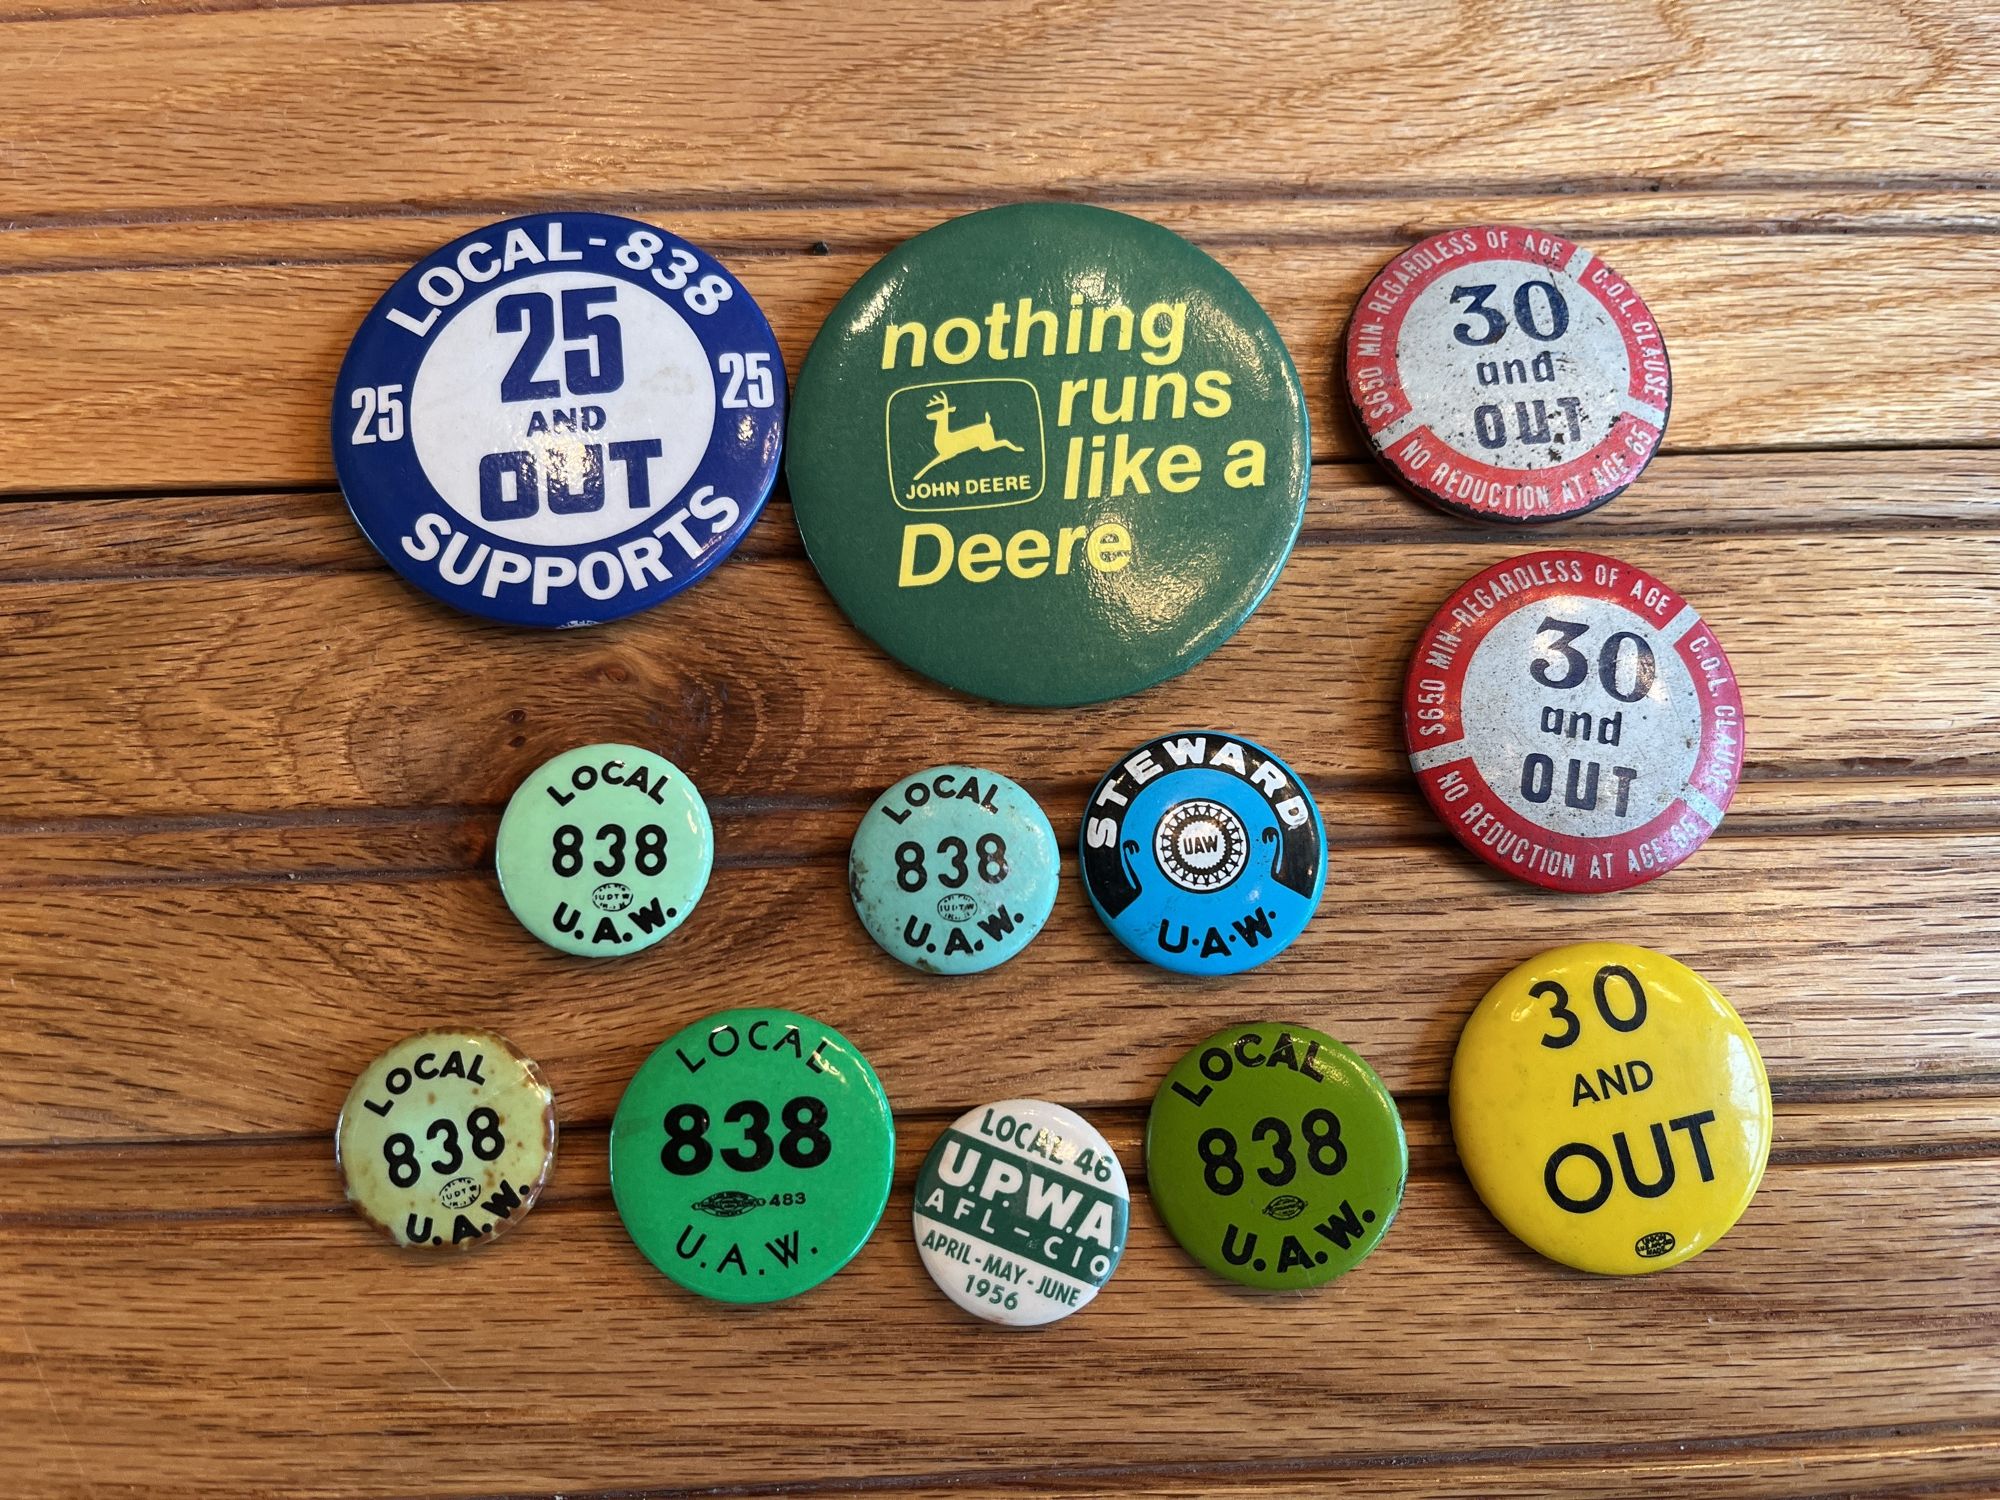 LOCAL-838
25
AND
OUT
25
25
SUPPORTS
nothing
runs
like a
Deere
JOHN DEERE
$650 MIN-REGARDLESS OF AGE
C.O.L. CLAUSE
NO REDUCTION AT AGE 65
30
and
OUT
$650 MIN-REGARDLESS OF AGE
C.O.L. CLAUSE
NO REDUCTION AT AGE 65
30
and
OUT
LOCAL
838
U.A.W.
LOCAL
838
U.A.W.
STEWARD
UAW
U·A·W·
LOCAL
838
U.A.W.
LOCAL
838
483
U.A.W.
LOCAL 46
U.P.W.A.
AFL-CIO
APRIL-MAY-JUNE
1956
LOCAL
838
U.A.W.
30
AND
OUT
UNION
MADE